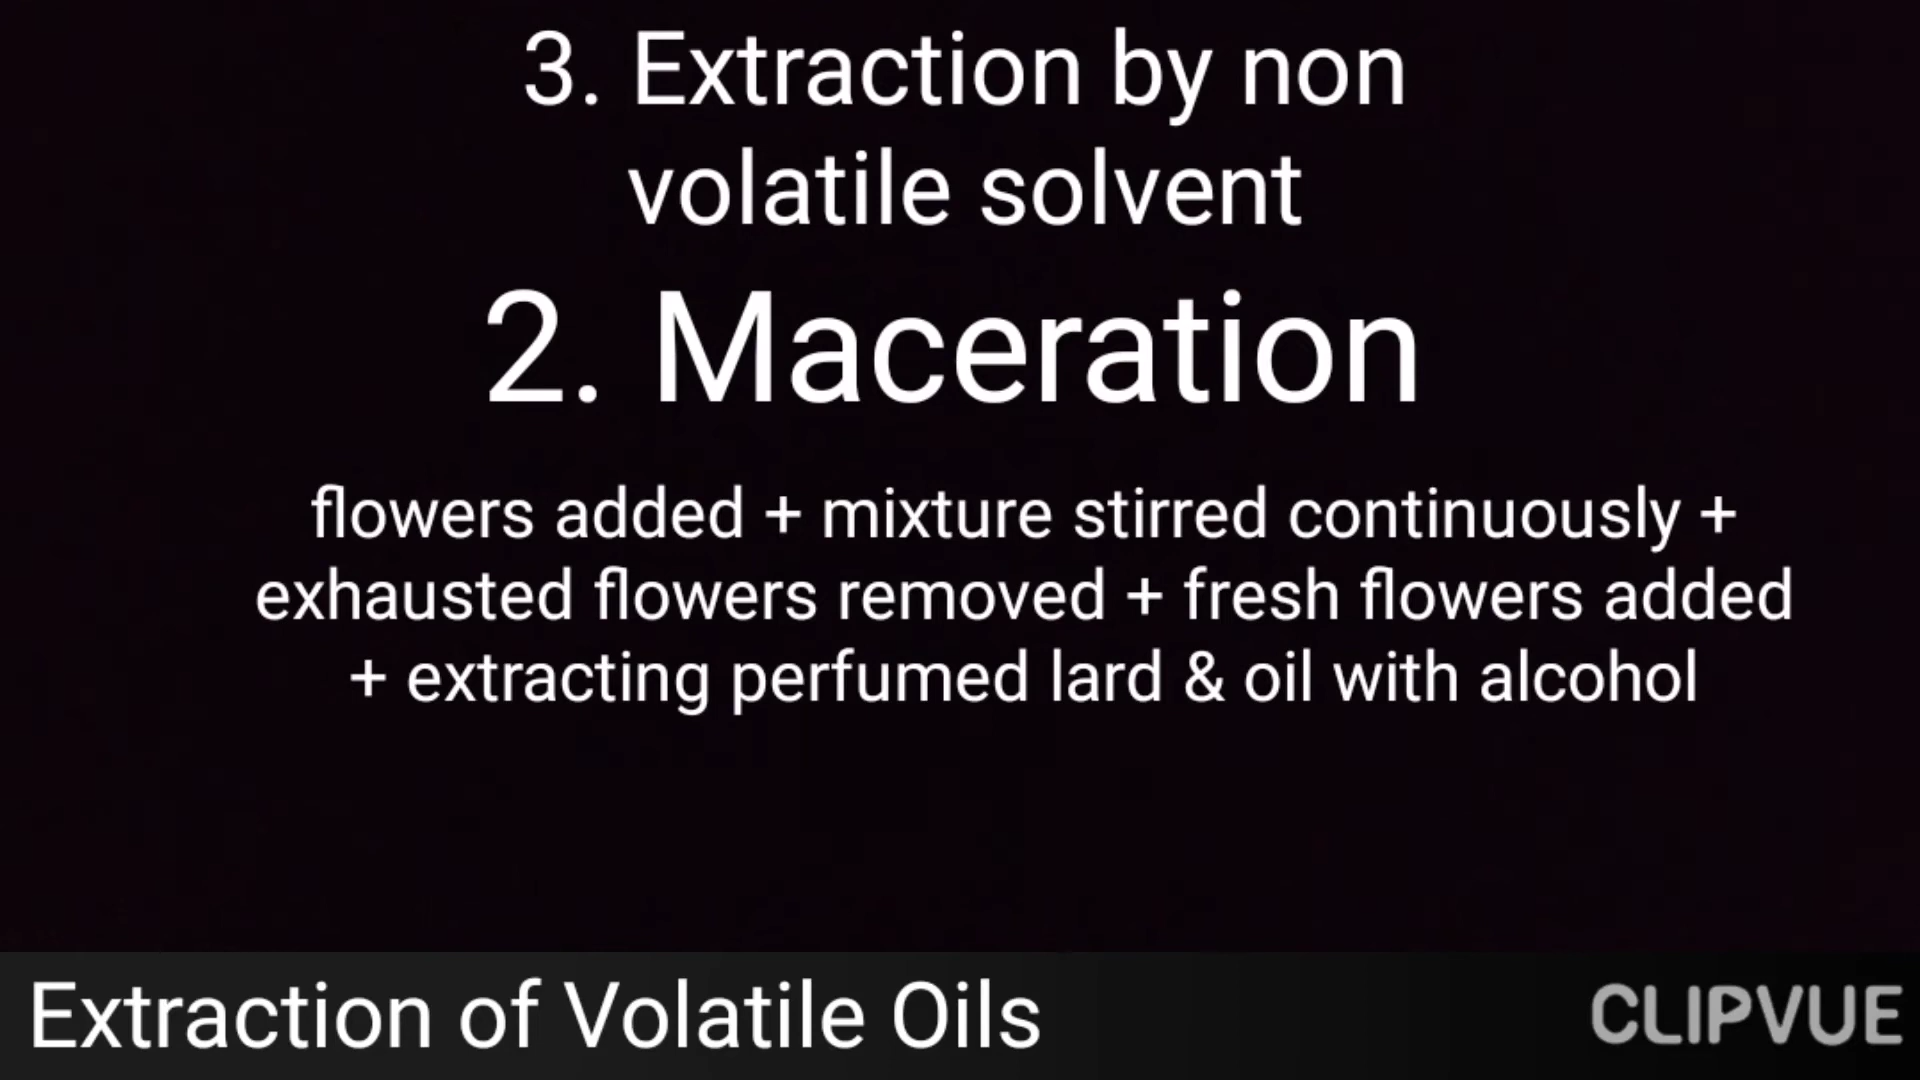 3. Extraction by non
volatile solvent
2. Maceration
flowers added + mixture stirred continuously +
exhausted flowers removed + fresh flowers added
+ extracting perfumed lard & oil with alcohol
Extraction of Volatile Oils
CLIPVUE